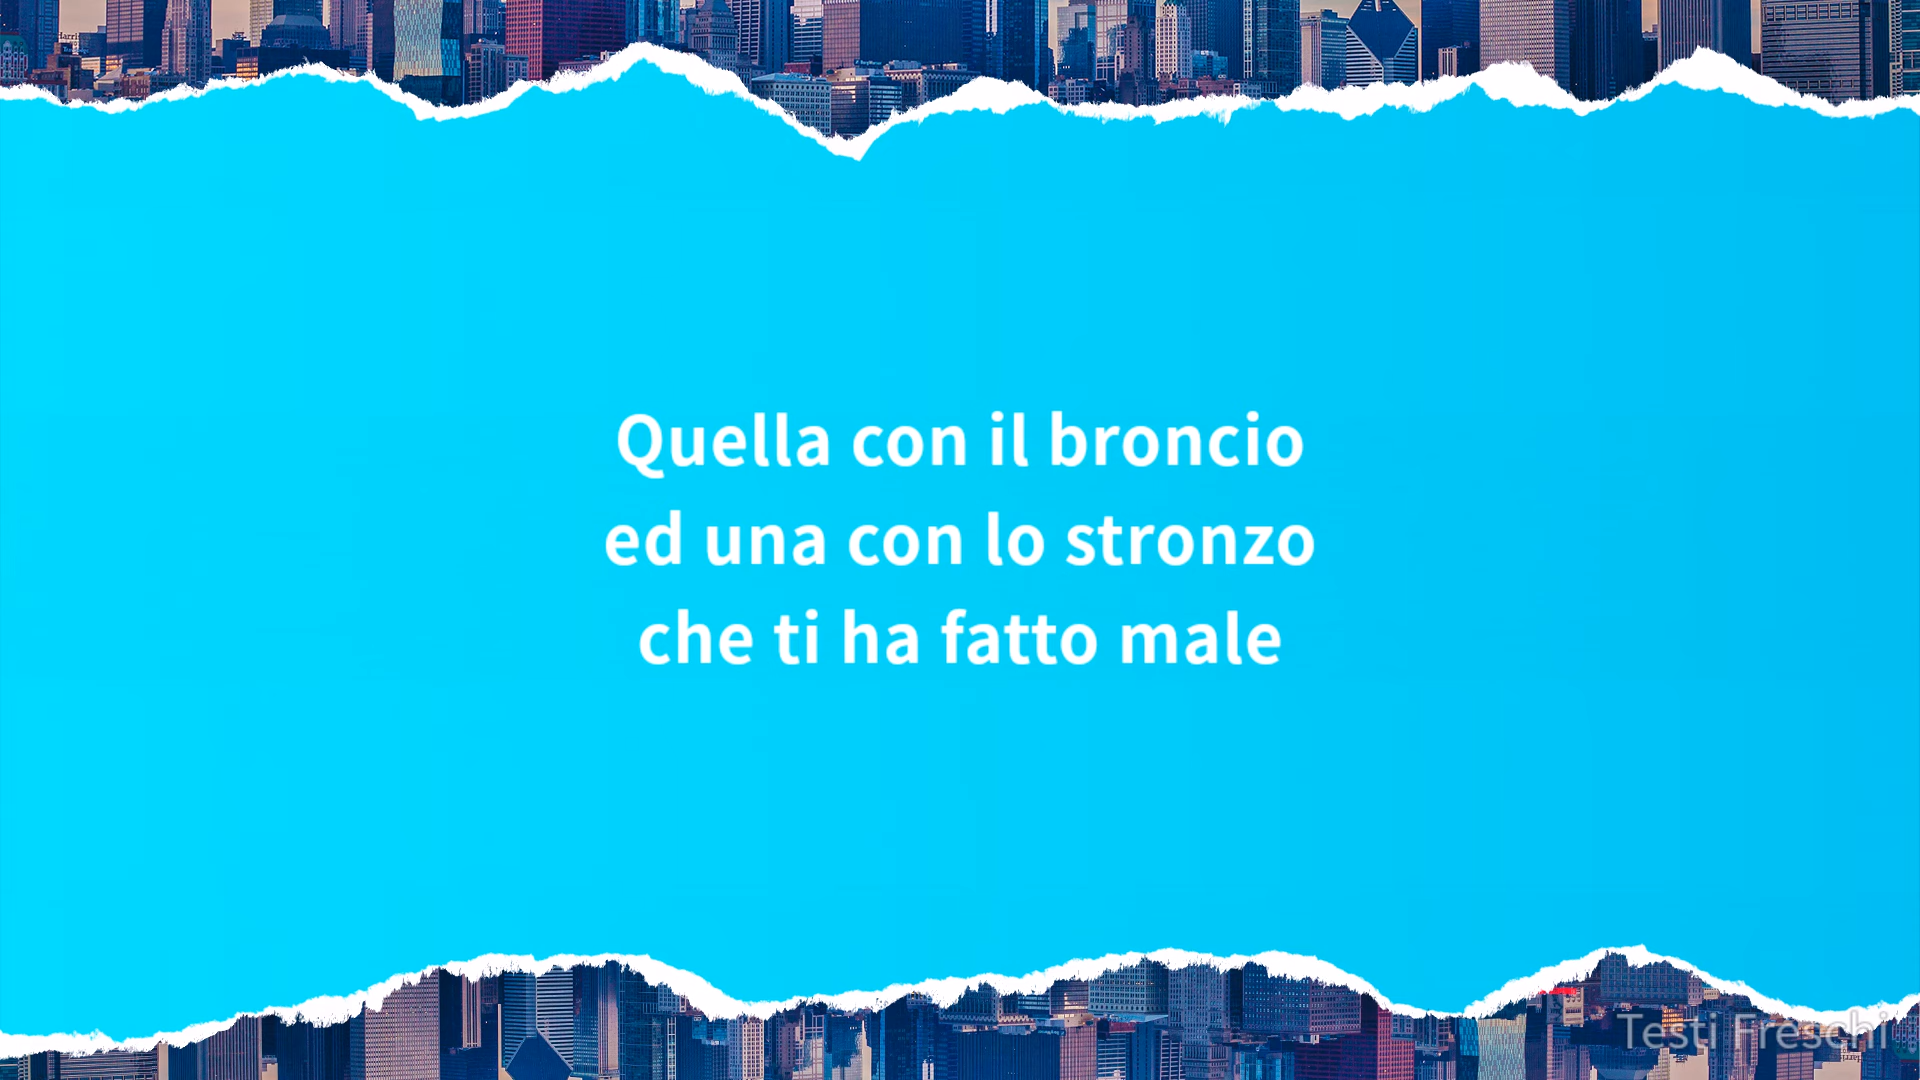 Quella con il broncio
ed una con lo stronzo
che ti ha fatto male
Testi Freschi